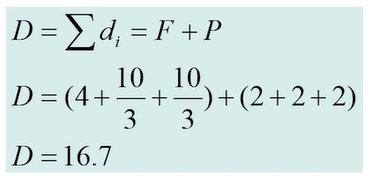 D = ∑ dᵢ = F + P
D = (4 + 10/3 + 10/3) + (2 + 2 + 2)
D = 16.7